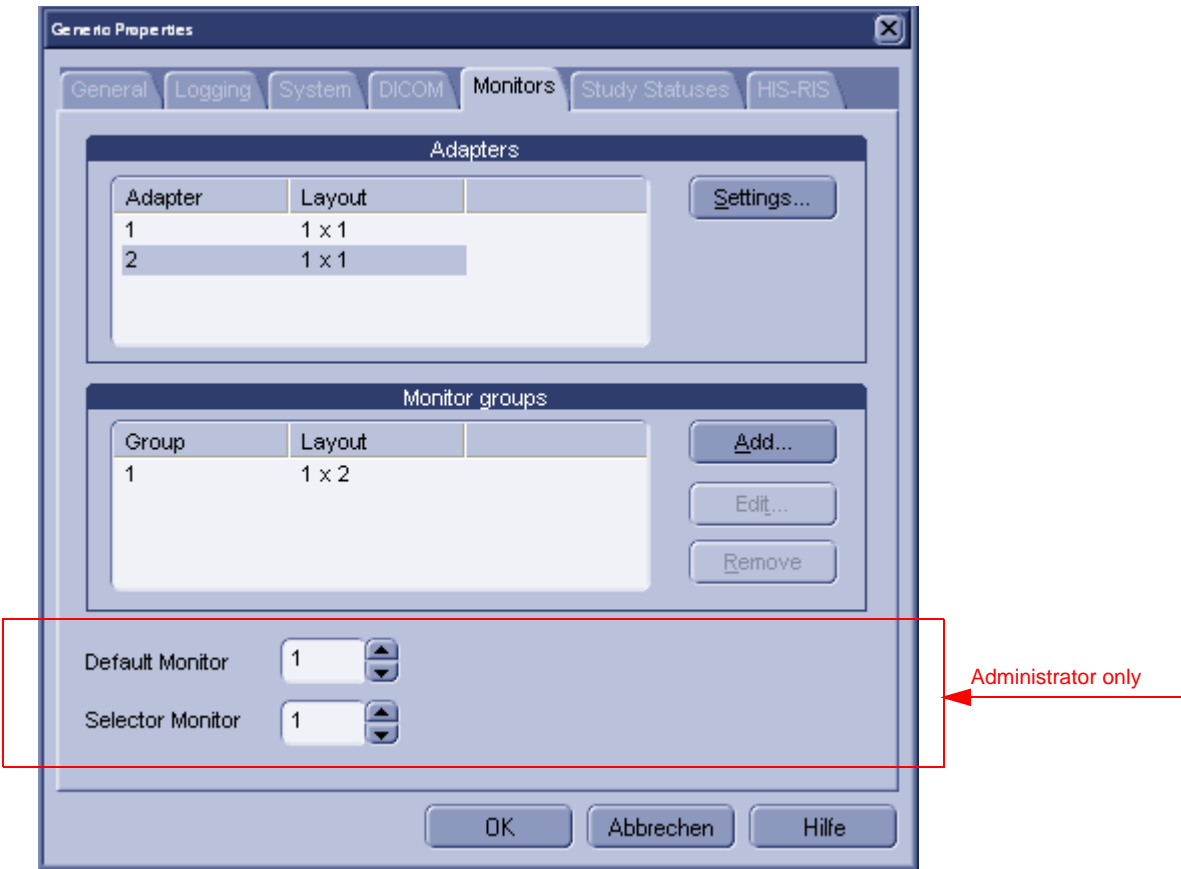 Generic Properties
General Logging System DICOM Monitors Study Statuses HIS-RIS
Adapters
Adapter Layout
1 1 x 1
2 1 x 1
Settings...
Monitor groups
Group Layout
1 1 x 2
Add...
Edit...
Remove
Default Monitor 1
Selector Monitor 1
Administrator only
OK Abbrechen Hilfe